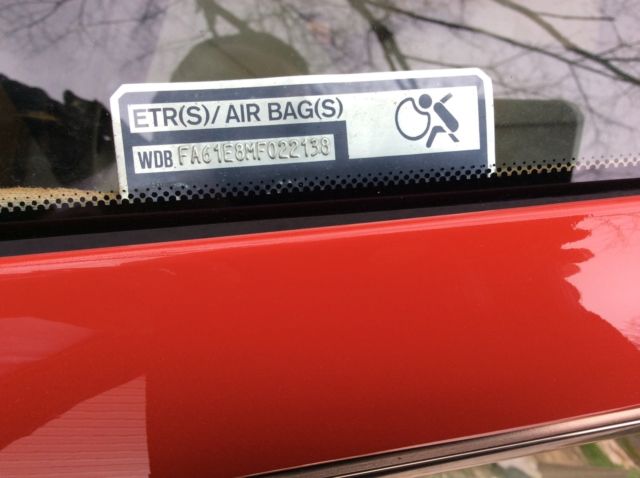 ETR(S)/ AIR BAG(S)
WDB.FA61E8MF022138